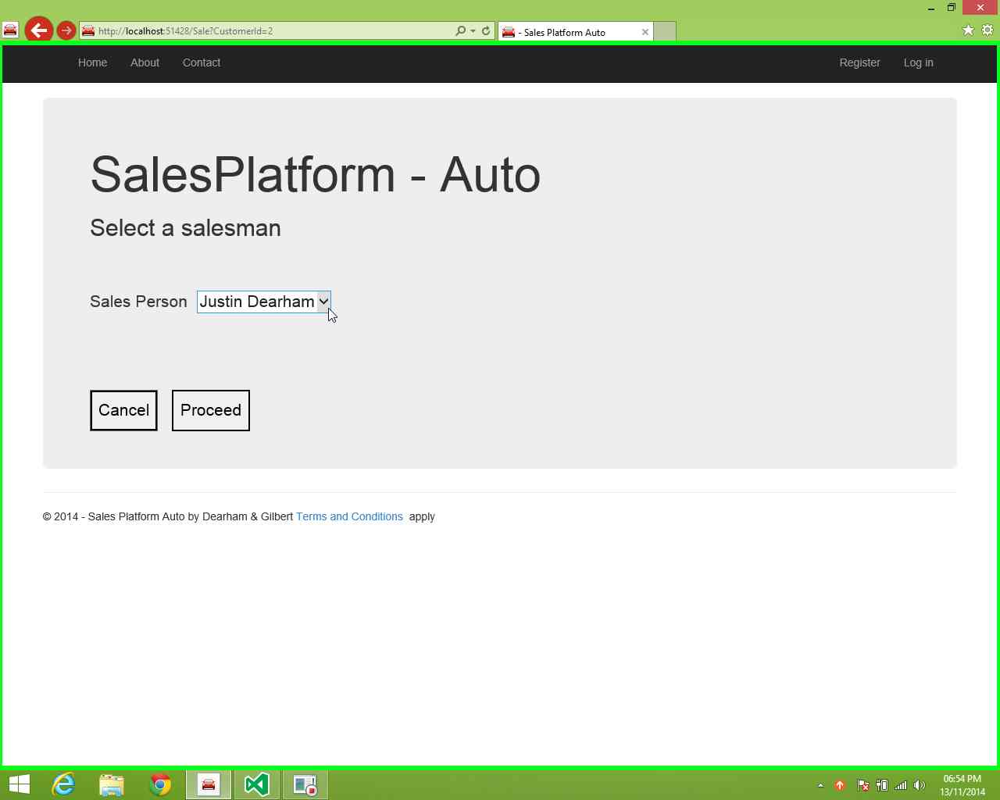 http://localhost:51428/Sale?CustomerId=2
- Sales Platform Auto
Home About Contact Register Log in
SalesPlatform - Auto
Select a salesman
Sales Person Justin Dearham
Cancel Proceed
© 2014 - Sales Platform Auto by Dearham & Gilbert Terms and Conditions apply
06:54 PM
13/11/2014